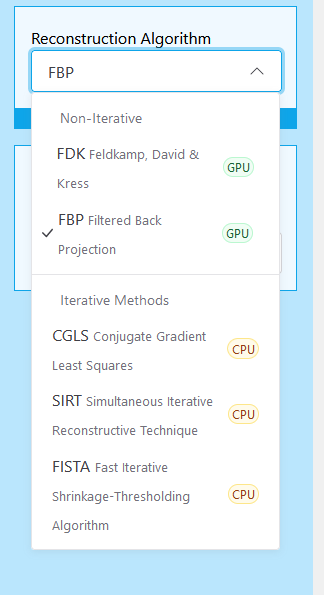 Reconstruction Algorithm
FBP
Non-Iterative
FDK Feldkamp, David &
Kress
GPU
FBP Filtered Back
Projection
GPU
Iterative Methods
CGLS Conjugate Gradient
Least Squares
CPU
SIRT Simultaneous Iterative
Reconstructive Technique
CPU
FISTA Fast Iterative
Shrinkage-Thresholding
Algorithm
CPU